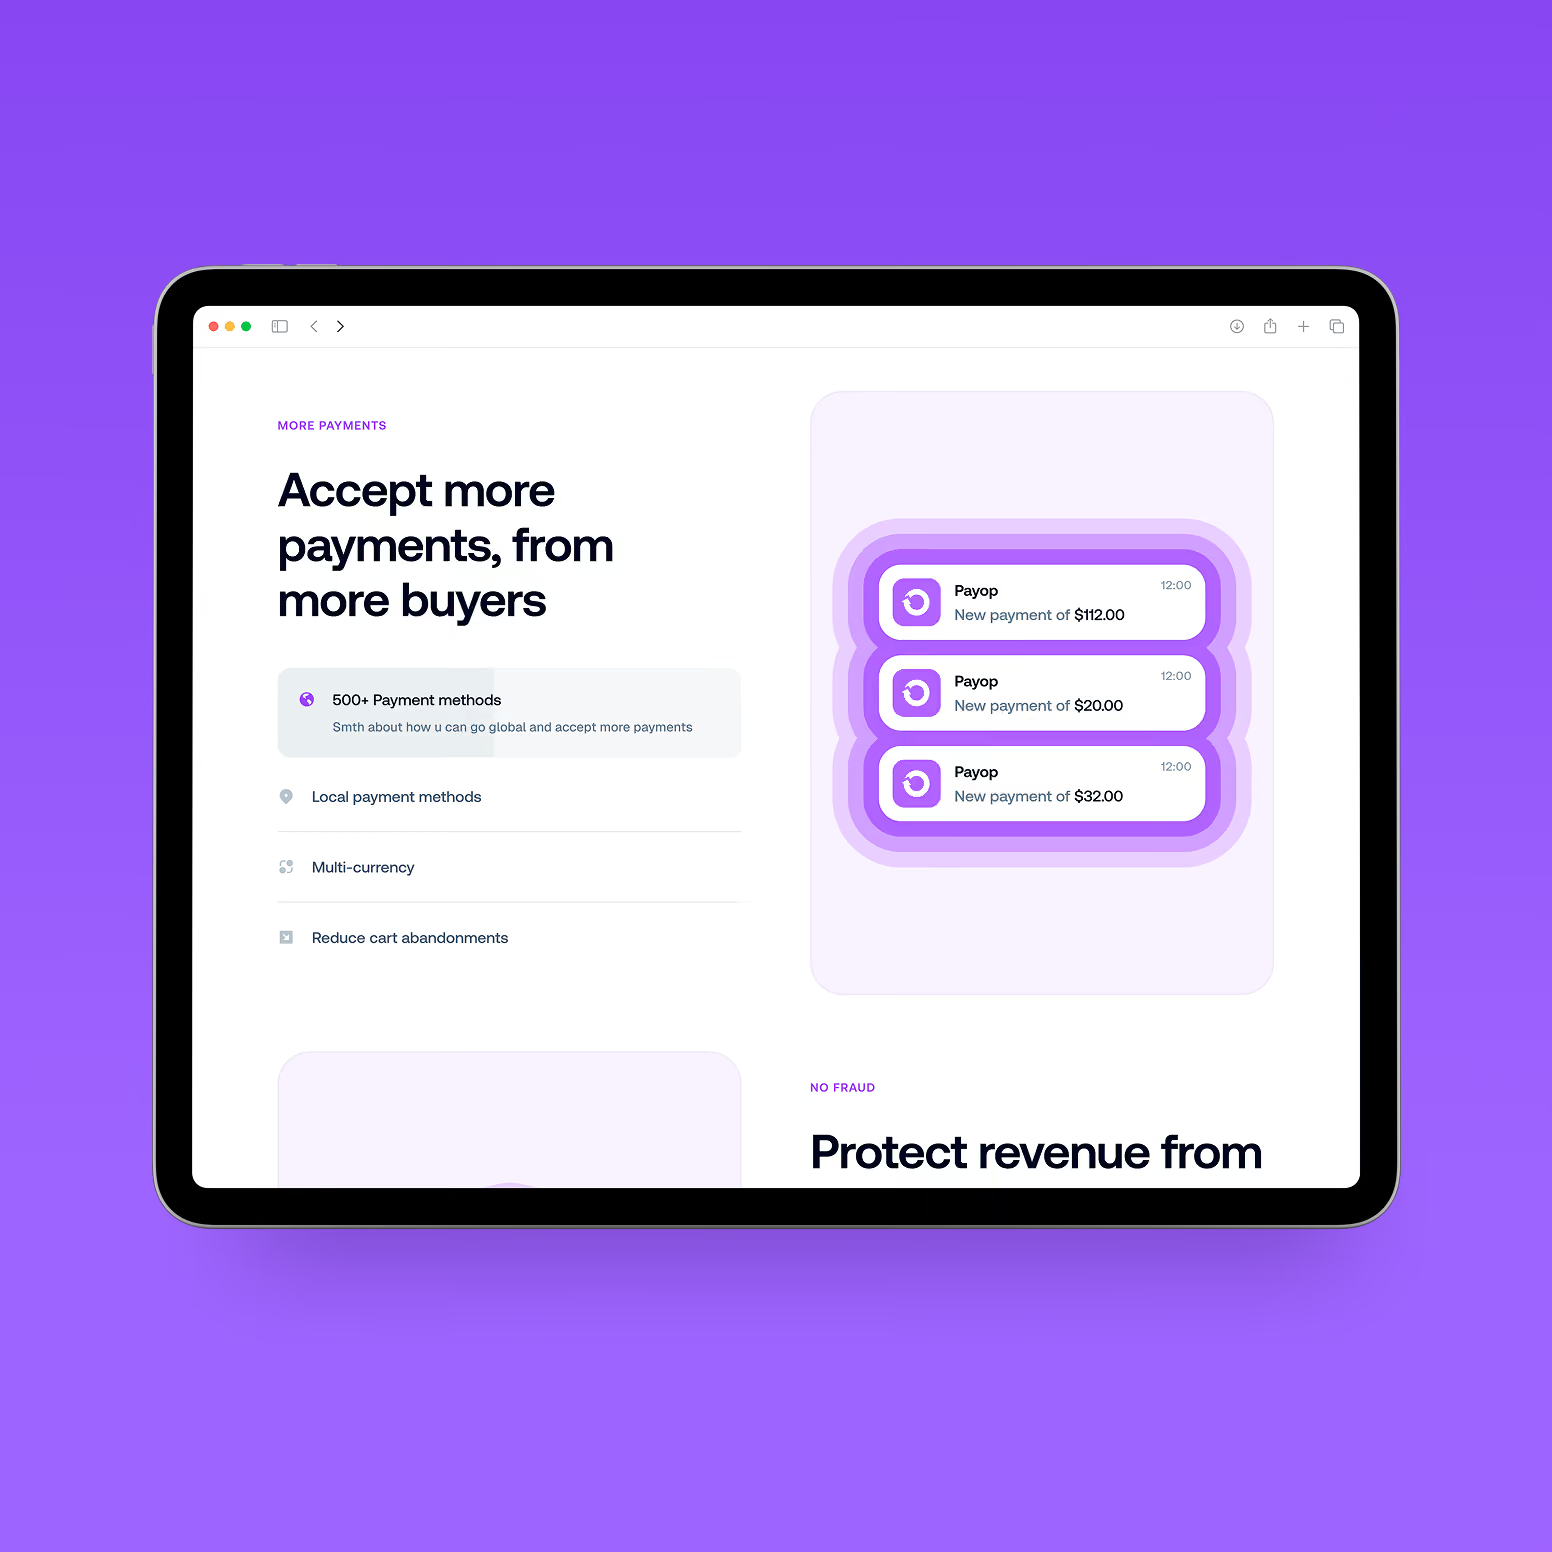 MORE PAYMENTS
Accept more
payments, from
more buyers
500+ Payment methods
Smth about how u can go global and accept more payments
Local payment methods
Multi-currency
Reduce cart abandonments
Payop
12:00
New payment of $112.00
Payop
12:00
New payment of $20.00
Payop
12:00
New payment of $32.00
NO FRAUD
Protect revenue from